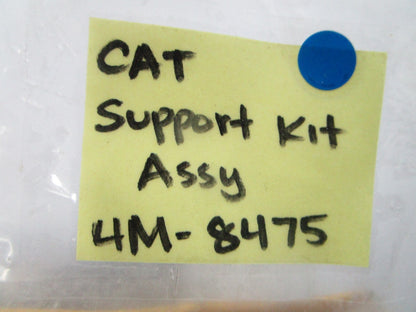 CAT
Support Kit
Assy
4M-8475